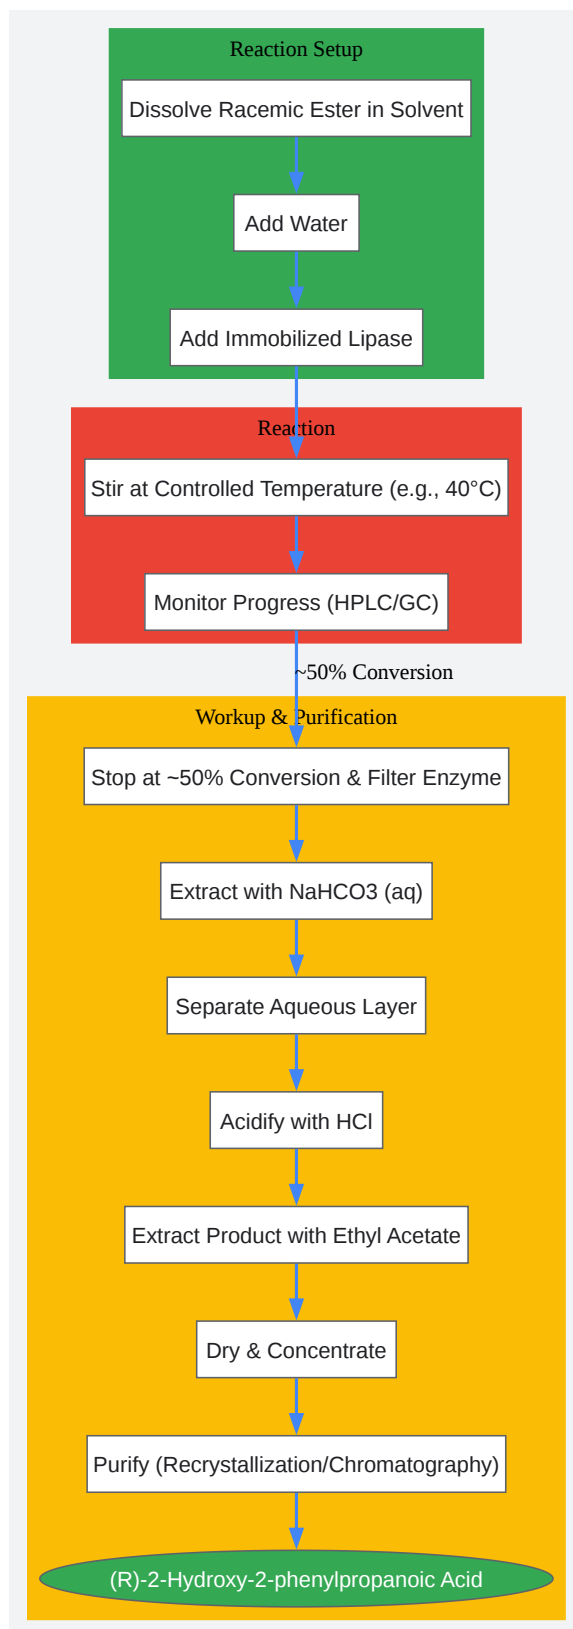 Reaction Setup
Dissolve Racemic Ester in Solvent
Add Water
Add Immobilized Lipase
Reaction
Stir at Controlled Temperature (e.g., 40°C)
Monitor Progress (HPLC/GC)
~50% Conversion
Workup & Purification
Stop at ~50% Conversion & Filter Enzyme
Extract with NaHCO3 (aq)
Separate Aqueous Layer
Acidify with HCl
Extract Product with Ethyl Acetate
Dry & Concentrate
Purify (Recrystallization/Chromatography)
(R)-2-Hydroxy-2-phenylpropanoic Acid